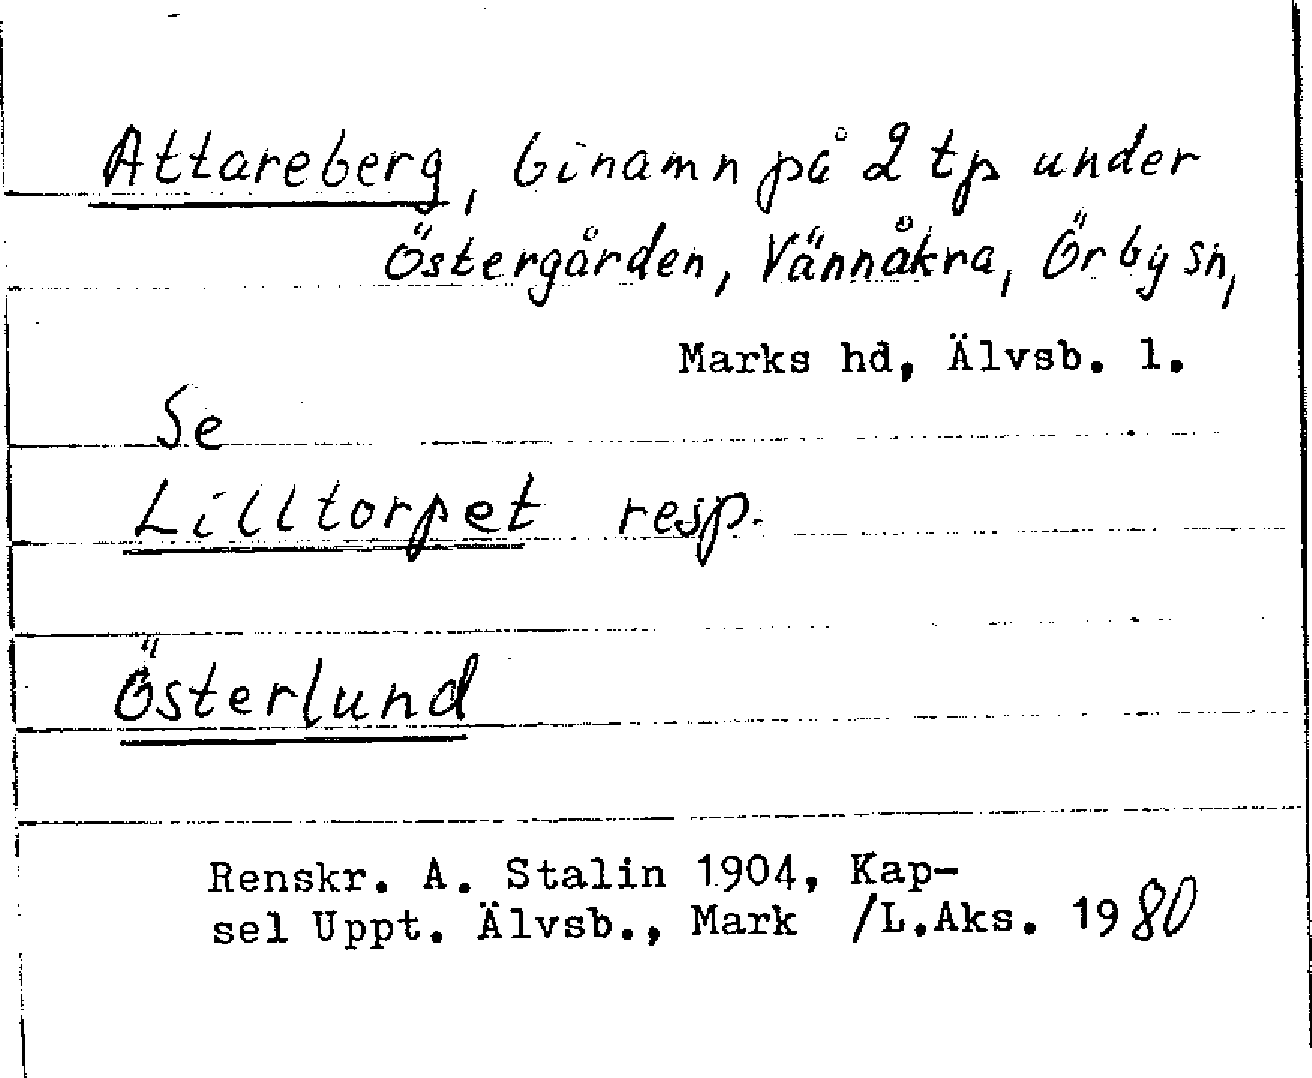 Attareberg, binamn på 2 tp under
Östergården, Vännåkra, Örby sn,
Marks hd, Älvsb. l.
Se
Lilltorpet resp.
Österlund
Renskr. A. Stalin 1904, Kap-
sel Uppt. Älvsb., Mark /L.Aks. 1980